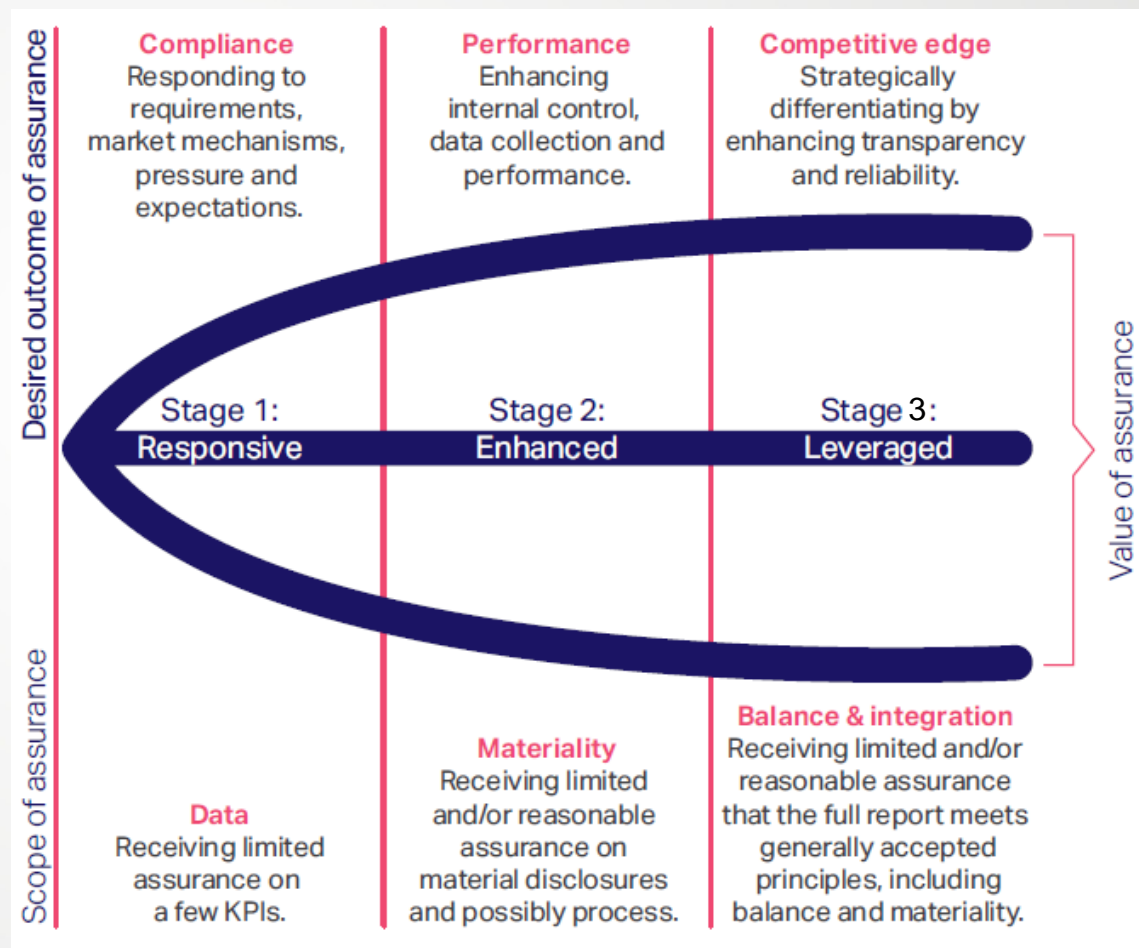 Desired outcome of assurance
Compliance
Responding to
requirements,
market mechanisms,
pressure and
expectations.
Performance
Enhancing
internal control,
data collection and
performance.
Competitive edge
Strategically
differentiating by
enhancing transparency
and reliability.
Stage 1:
Responsive
Stage 2:
Enhanced
Stage 3:
Leveraged
Value of assurance
Scope of assurance
Data
Receiving limited
assurance on
a few KPIs.
Materiality
Receiving limited
and/or reasonable
assurance on
material disclosures
and possibly process.
Balance & integration
Receiving limited and/or
reasonable assurance
that the full report meets
generally accepted
principles, including
balance and materiality.